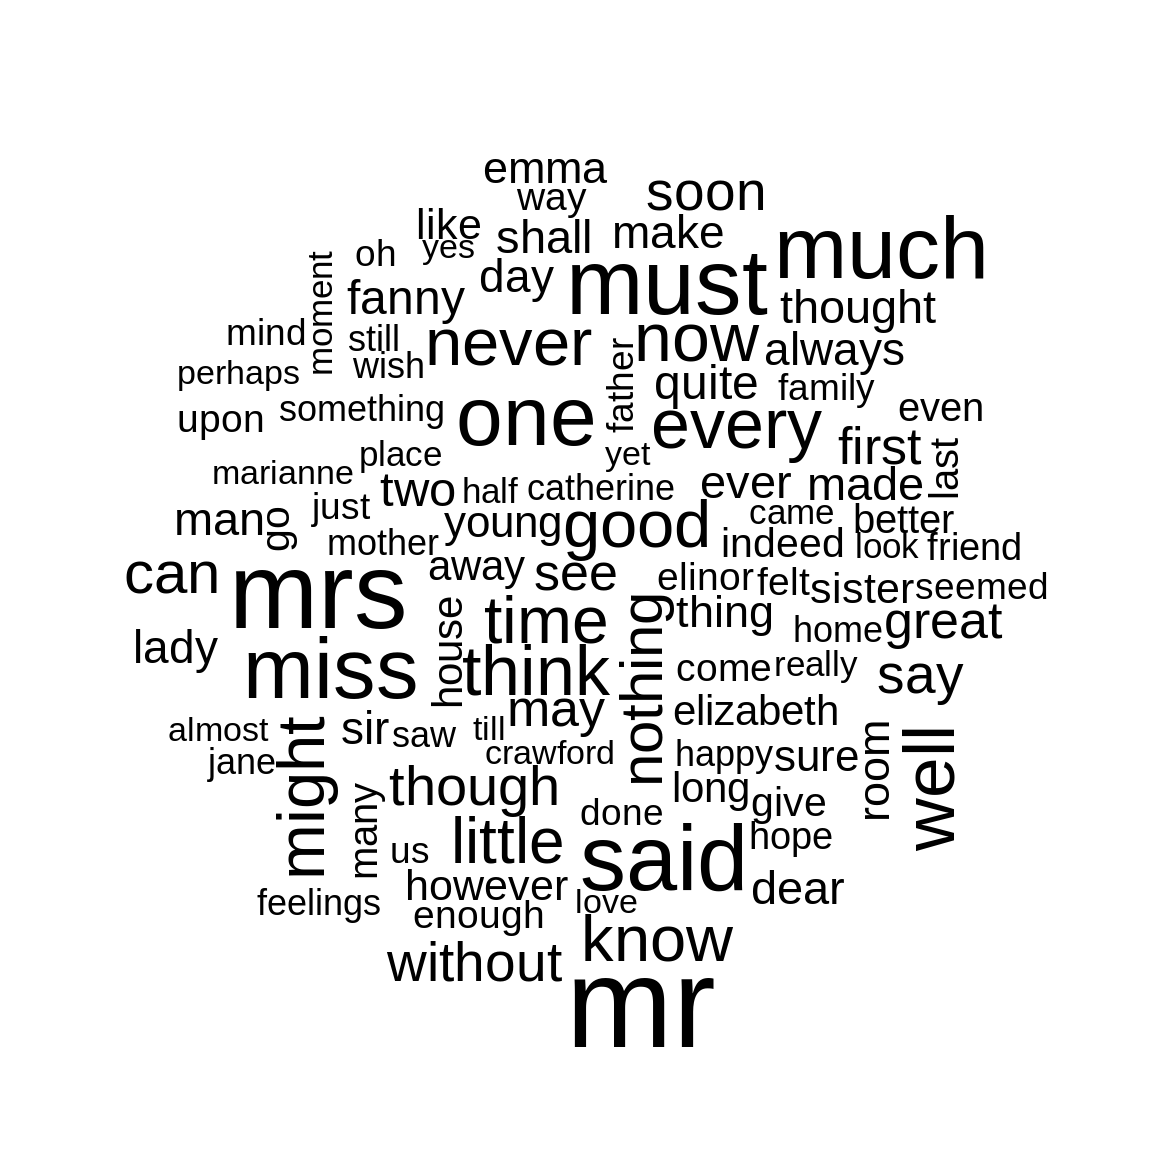 emma
way
soon
like
yes
shall
make
much
oh
day
must
moment
fanny
thought
mind
still
never
now
always
perhaps
wish
father
quite
family
upon
something
one
every
even
first
last
marianne
place
yet
two
half
catherine
ever
made
man
go
just
young
good
came
better
mother
indeed
look
friend
can
mrs
away
see
elinor
felt
sister
seemed
lady
miss
house
time
nothing
thing
home
great
think
come
really
say
almost
jane
might
sir
saw
till
may
crawford
elizabeth
happy
sure
room
well
many
though
long
give
done
us
little
said
hope
feelings
however
love
dear
enough
know
without
mr